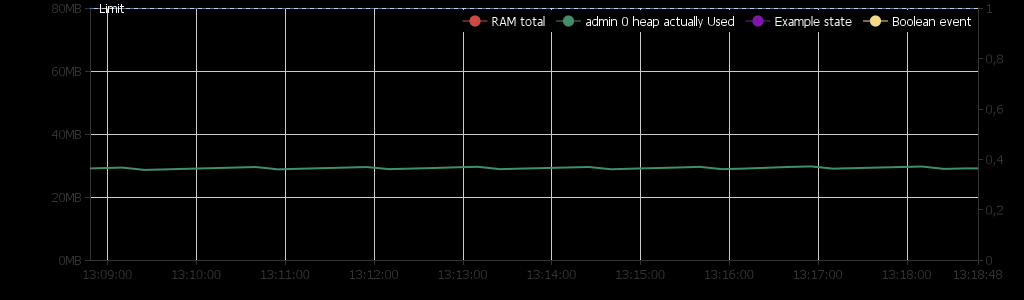 80MB
Limit
1
RAM total
admin 0 heap actually Used
Example state
Boolean event
0,8
60MB
0,6
40MB
0,4
20MB
0,2
0MB
0
13:09:00
13:10:00
13:11:00
13:12:00
13:13:00
13:14:00
13:15:00
13:16:00
13:17:00
13:18:00
13:18:48